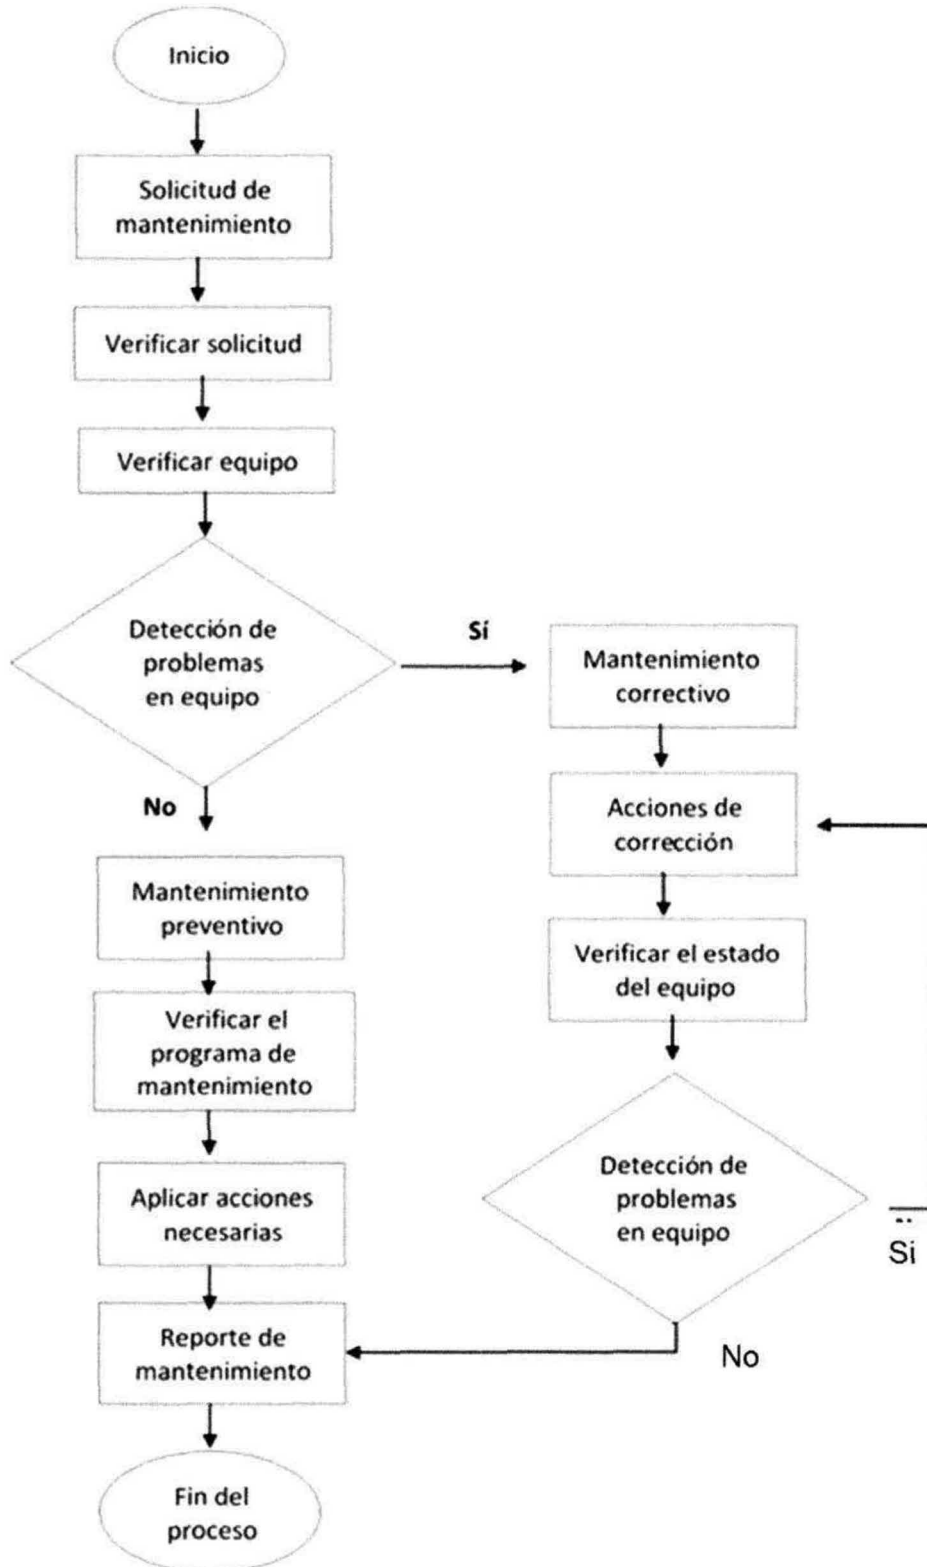 Inicio
Solicitud de
mantenimiento
Verificar solicitud
Verificar equipo
Detección de
problemas
en equipo
Sí
No
Mantenimiento
correctivo
Acciones de
corrección
Verificar el estado
del equipo
Detección de
problemas
en equipo
Si
No
Mantenimiento
preventivo
Verificar el
programa de
mantenimiento
Aplicar acciones
necesarias
Reporte de
mantenimiento
Fin del
proceso